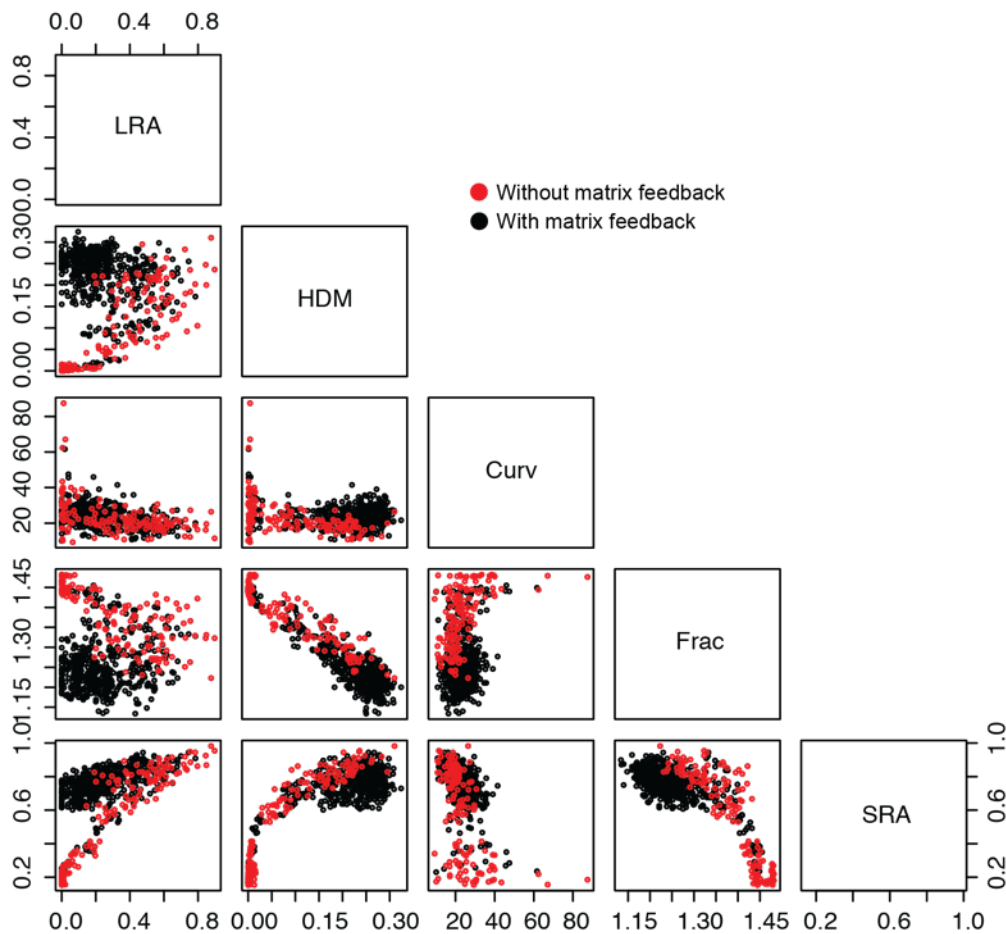 0.0 0.4 0.8
0.8
LRA
0.4
0.0
Without matrix feedback
With matrix feedback
0.30
HDM
0.15
0.00
80
60
Curv
40
20
1.45
1.30
Frac
1.15
1.0 1.0
0.6 SRA 0.6
0.2 0.2
0.0 0.4 0.8 0.00 0.15 0.30 20 40 60 80 1.15 1.30 1.45 0.2 0.6 1.0